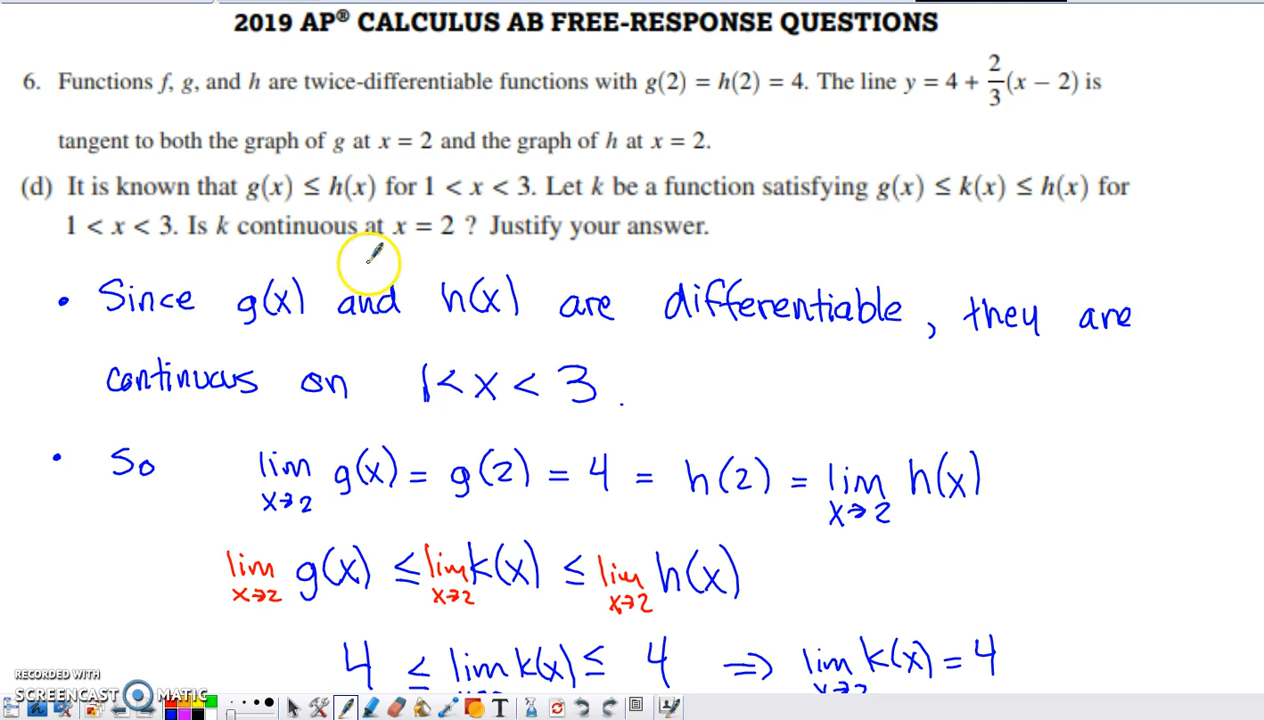 2019 AP® CALCULUS AB FREE-RESPONSE QUESTIONS
6. Functions f, g, and h are twice-differentiable functions with g(2) = h(2) = 4. The line y = 4 + 2/3(x − 2) is
tangent to both the graph of g at x = 2 and the graph of h at x = 2.
(d) It is known that g(x) ≤ h(x) for 1 < x < 3. Let k be a function satisfying g(x) ≤ k(x) ≤ h(x) for
1 < x < 3. Is k continuous at x = 2 ? Justify your answer.
• Since g(x) and h(x) are differentiable, they are
continuous on 1 < x < 3.
• So lim x→2 g(x) = g(2) = 4 = h(2) = lim x→2 h(x)
lim x→2 g(x) ≤ lim x→2 k(x) ≤ lim x→2 h(x)
4 ≤ lim k(x) ≤ 4 ⇒ lim x→2 k(x) = 4
RECORDED WITH
SCREENCAST MATIC